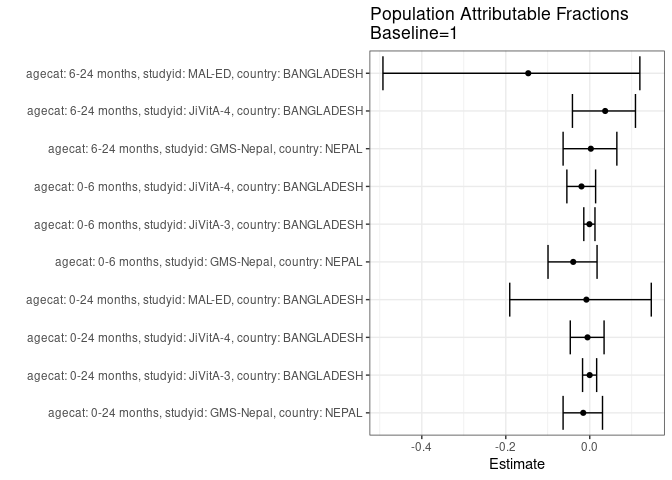 Population Attributable Fractions
Baseline=1
agecat: 6-24 months, studyid: MAL-ED, country: BANGLADESH
agecat: 6-24 months, studyid: JiVitA-4, country: BANGLADESH
agecat: 6-24 months, studyid: GMS-Nepal, country: NEPAL
agecat: 0-6 months, studyid: JiVitA-4, country: BANGLADESH
agecat: 0-6 months, studyid: JiVitA-3, country: BANGLADESH
agecat: 0-6 months, studyid: GMS-Nepal, country: NEPAL
agecat: 0-24 months, studyid: MAL-ED, country: BANGLADESH
agecat: 0-24 months, studyid: JiVitA-4, country: BANGLADESH
agecat: 0-24 months, studyid: JiVitA-3, country: BANGLADESH
agecat: 0-24 months, studyid: GMS-Nepal, country: NEPAL
-0.4 -0.2 0.0
Estimate